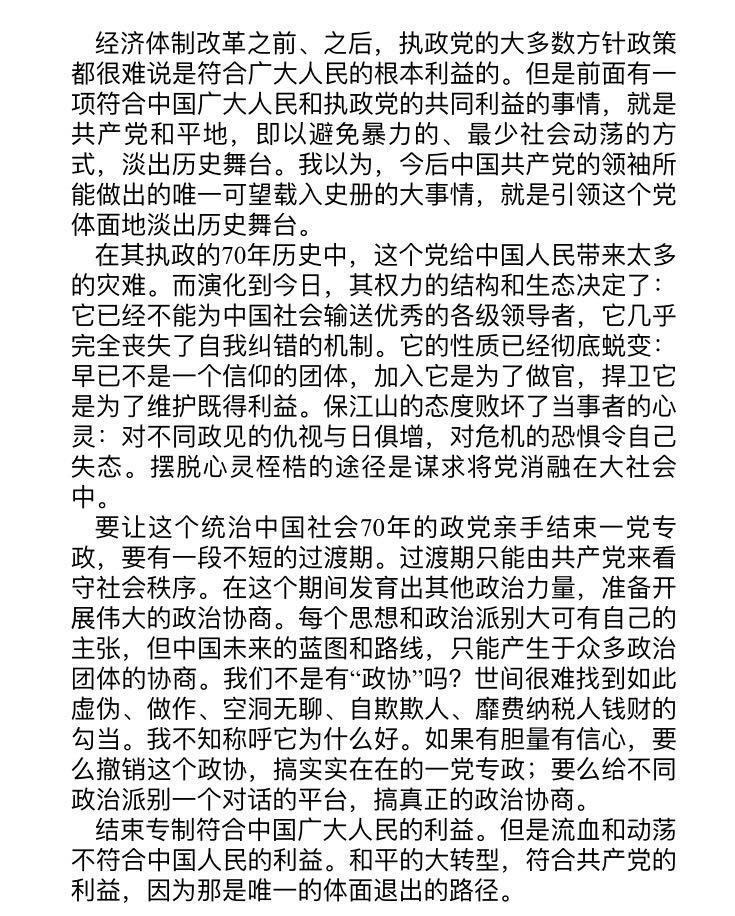 经济体制改革之前、之后，执政党的大多数方针政策
都很难说是符合广大人民的根本利益的。但是前面有一
项符合中国广大人民和执政党的共同利益的事情，就是
共产党和平地，即以避免暴力的、最少社会动荡的方
式，淡出历史舞台。我以为，今后中国共产党的领袖所
能做出的唯一可望载入史册的大事情，就是引领这个党
体面地淡出历史舞台。
在其执政的70年历史中，这个党给中国人民带来太多
的灾难。而演化到今日，其权力的结构和生态决定了：
它已经不能为中国社会输送优秀的各级领导者，它几乎
完全丧失了自我纠错的机制。它的性质已经彻底蜕变：
早已不是一个信仰的团体，加入它是为了做官，捍卫它
是为了维护既得利益。保江山的态度败坏了当事者的心
灵：对不同政见的仇视与日俱增，对危机的恐惧令自己
失态。摆脱心灵桎梏的途径是谋求将党消融在大社会
中。
要让这个统治中国社会70年的政党亲手结束一党专
政，要有一段不短的过渡期。过渡期只能由共产党来看
守社会秩序。在这个期间发育出其他政治力量，准备开
展伟大的政治协商。每个思想和政治派别大可有自己的
主张，但中国未来的蓝图和路线，只能产生于众多政治
团体的协商。我们不是有“政协”吗？世间很难找到如此
虚伪、做作、空洞无聊、自欺欺人、靡费纳税人钱财的
勾当。我不知称呼它为什么好。如果有胆量有信心，要
么撤销这个政协，搞实实在在的一党专政；要么给不同
政治派别一个对话的平台，搞真正的政治协商。
结束专制符合中国广大人民的利益。但是流血和动荡
不符合中国人民的利益。和平的大转型，符合共产党的
利益，因为那是唯一的体面退出的路径。